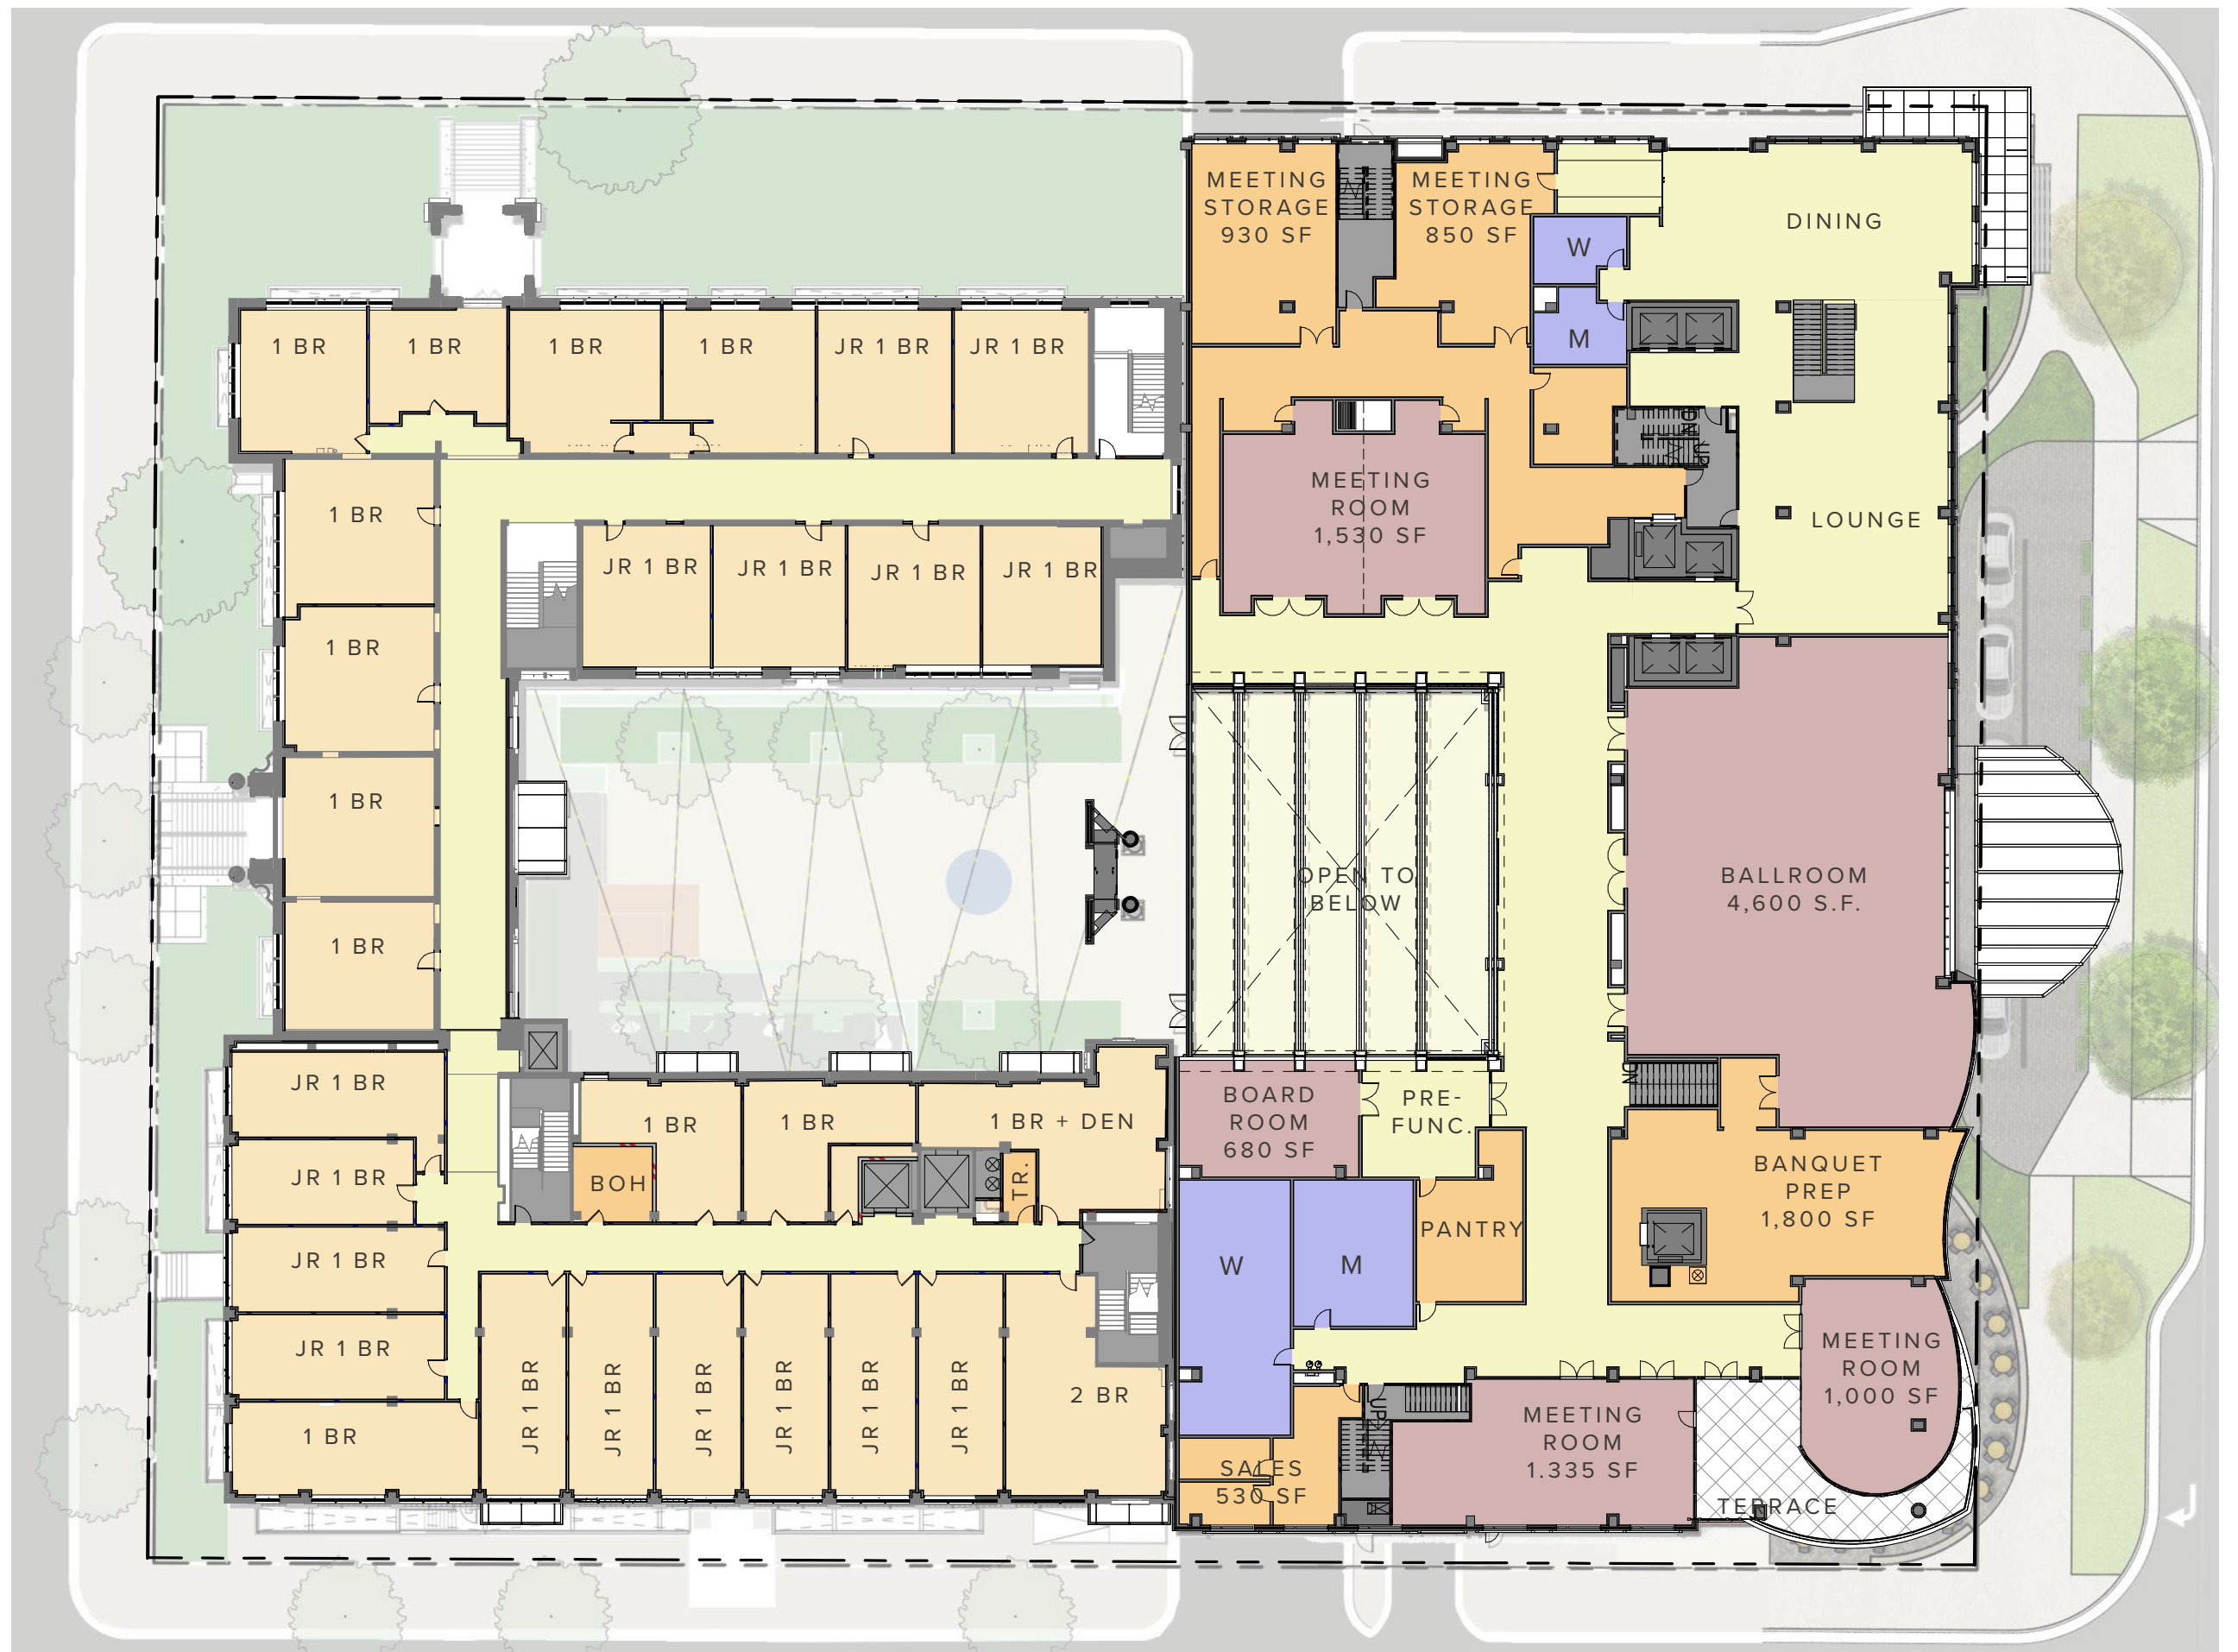 MEETING
STORAGE
930 SF
MEETING
STORAGE
850 SF
W
DINING
M
1 BR
1 BR
1 BR
1 BR
JR 1 BR
JR 1 BR
DN
UP
MEETING
ROOM
1,530 SF
LOUNGE
1 BR
JR 1 BR
JR 1 BR
JR 1 BR
JR 1 BR
1 BR
1 BR
1 BR
OPEN TO
BELOW
BALLROOM
4,600 S.F.
JR 1 BR
JR 1 BR
JR 1 BR
JR 1 BR
1 BR
1 BR
1 BR
1 BR + DEN
BOH
TR.
BOARD
ROOM
680 SF
PRE-
FUNC.
DN
BANQUET
PREP
1,800 SF
PANTRY
W
M
JR 1 BR
JR 1 BR
JR 1 BR
JR 1 BR
JR 1 BR
JR 1 BR
2 BR
MEETING
ROOM
1,000 SF
UP
MEETING
ROOM
1.335 SF
SALES
530 SF
TERRACE